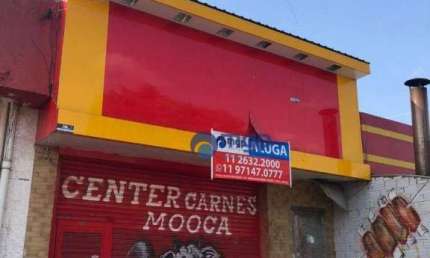 ALUGA
11 2632.2000
11 97147.0777
CENTER CARNES
MOOCA